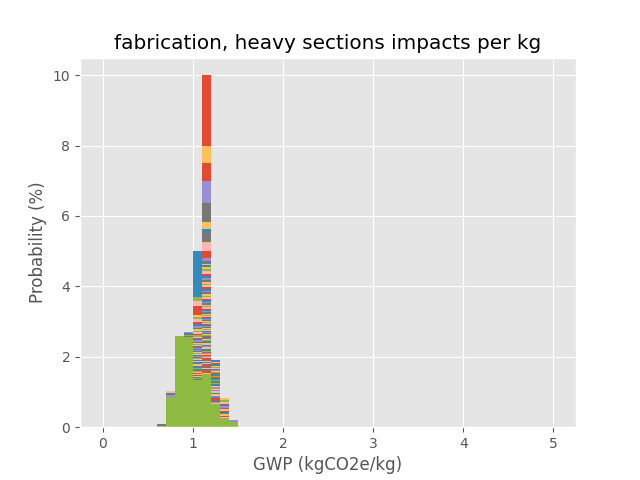 fabrication, heavy sections impacts per kg
Probability (%)
10
8
6
4
2
0
0 1 2 3 4 5
GWP (kgCO2e/kg)